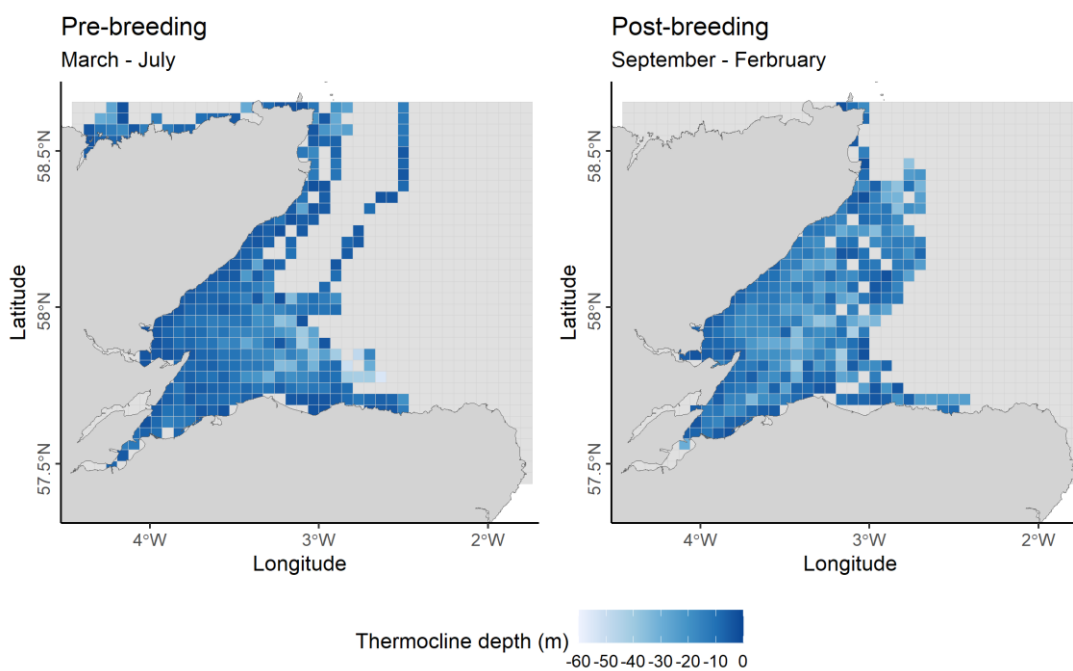 Pre-breeding
March - July
Latitude
58.5°N
58°N
57.5°N
4°W
3°W
2°W
Longitude
Post-breeding
September - Ferbruary
Latitude
58.5°N
58°N
57.5°N
4°W
3°W
2°W
Longitude
Thermocline depth (m)
-60 -50 -40 -30 -20 -10 0